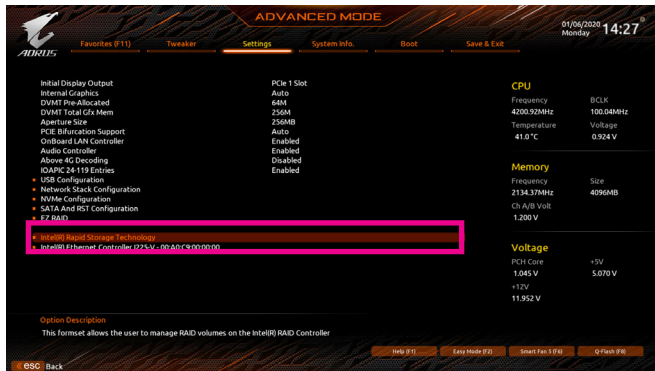 ADVANCED MODE
01/06/2020 14:27
Monday
AORUS
Favorites (F11) Tweaker Settings System Info. Boot Save & Exit
Initial Display Output PCIe 1 Slot
Internal Graphics Auto
DVMT Pre-Allocated 64M
DVMT Total Gfx Mem 256M
Aperture Size 256MB
PCIE Bifurcation Support Auto
OnBoard LAN Controller Enabled
Audio Controller Enabled
Above 4G Decoding Disabled
IOAPIC 24-119 Entries Enabled
USB Configuration
Network Stack Configuration
NVMe Configuration
SATA And RST Configuration
EZ RAID
Intel(R) Rapid Storage Technology
Intel(R) Ethernet Controller I225-V - 00:A0:C9:00:00:00
CPU
Frequency BCLK
4200.92MHz 100.04MHz
Temperature Voltage
41.0 °C 0.924 V
Memory
Frequency Size
2134.37MHz 4096MB
Ch A/B Volt
1.200 V
Voltage
PCH Core +5V
1.045 V 5.070 V
+12V
11.952 V
Option Description
This formset allows the user to manage RAID volumes on the Intel(R) RAID Controller
Help (F1) Easy Mode (F2) Smart Fan 5 (F6) Q-Flash (F8)
esc Back